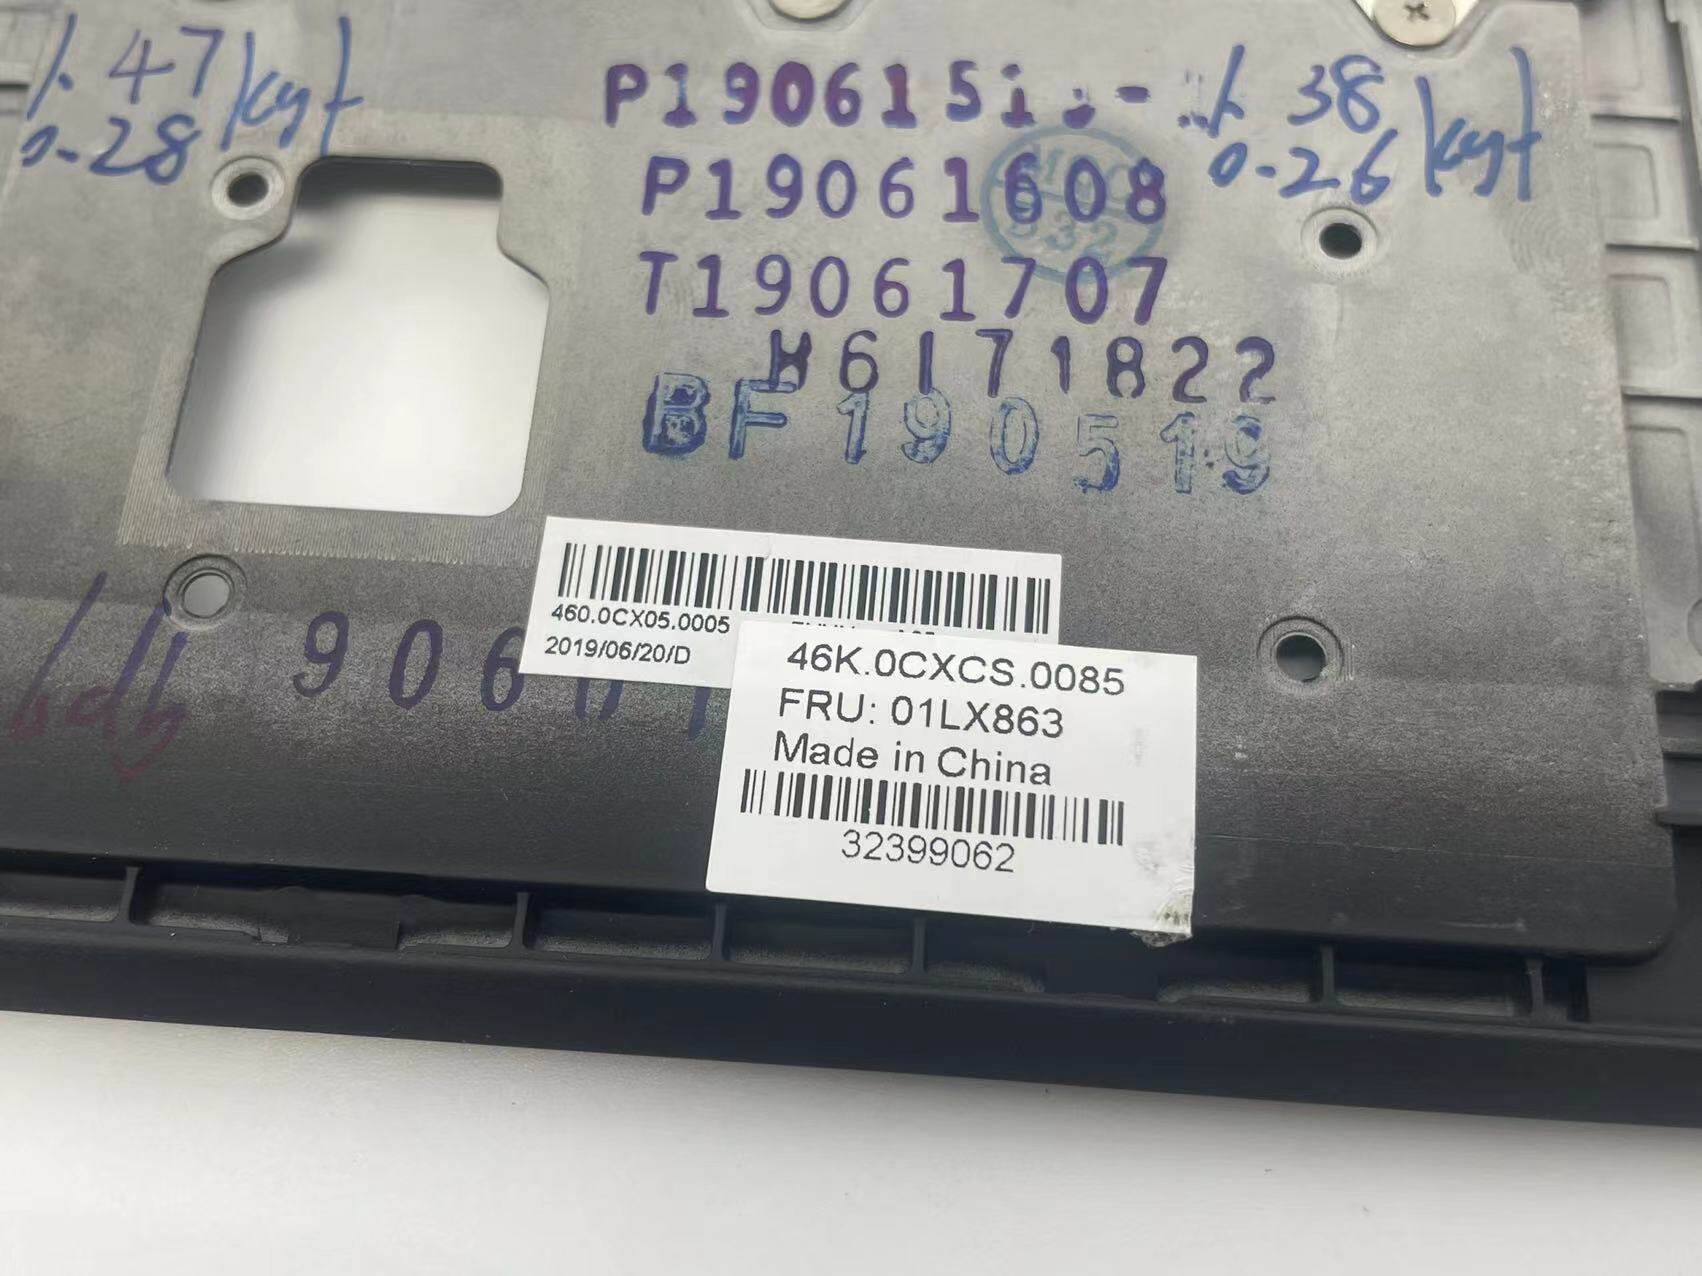 1.47 kgf
0.28
P190615
1.38 kgf
0.26
P19061608
532
T19061707
H6171822
BF190519
460.0CX05.0005
2019/06/20/D
906
46K.0CXCS.0085
FRU: 01LX863
Made in China
32399062